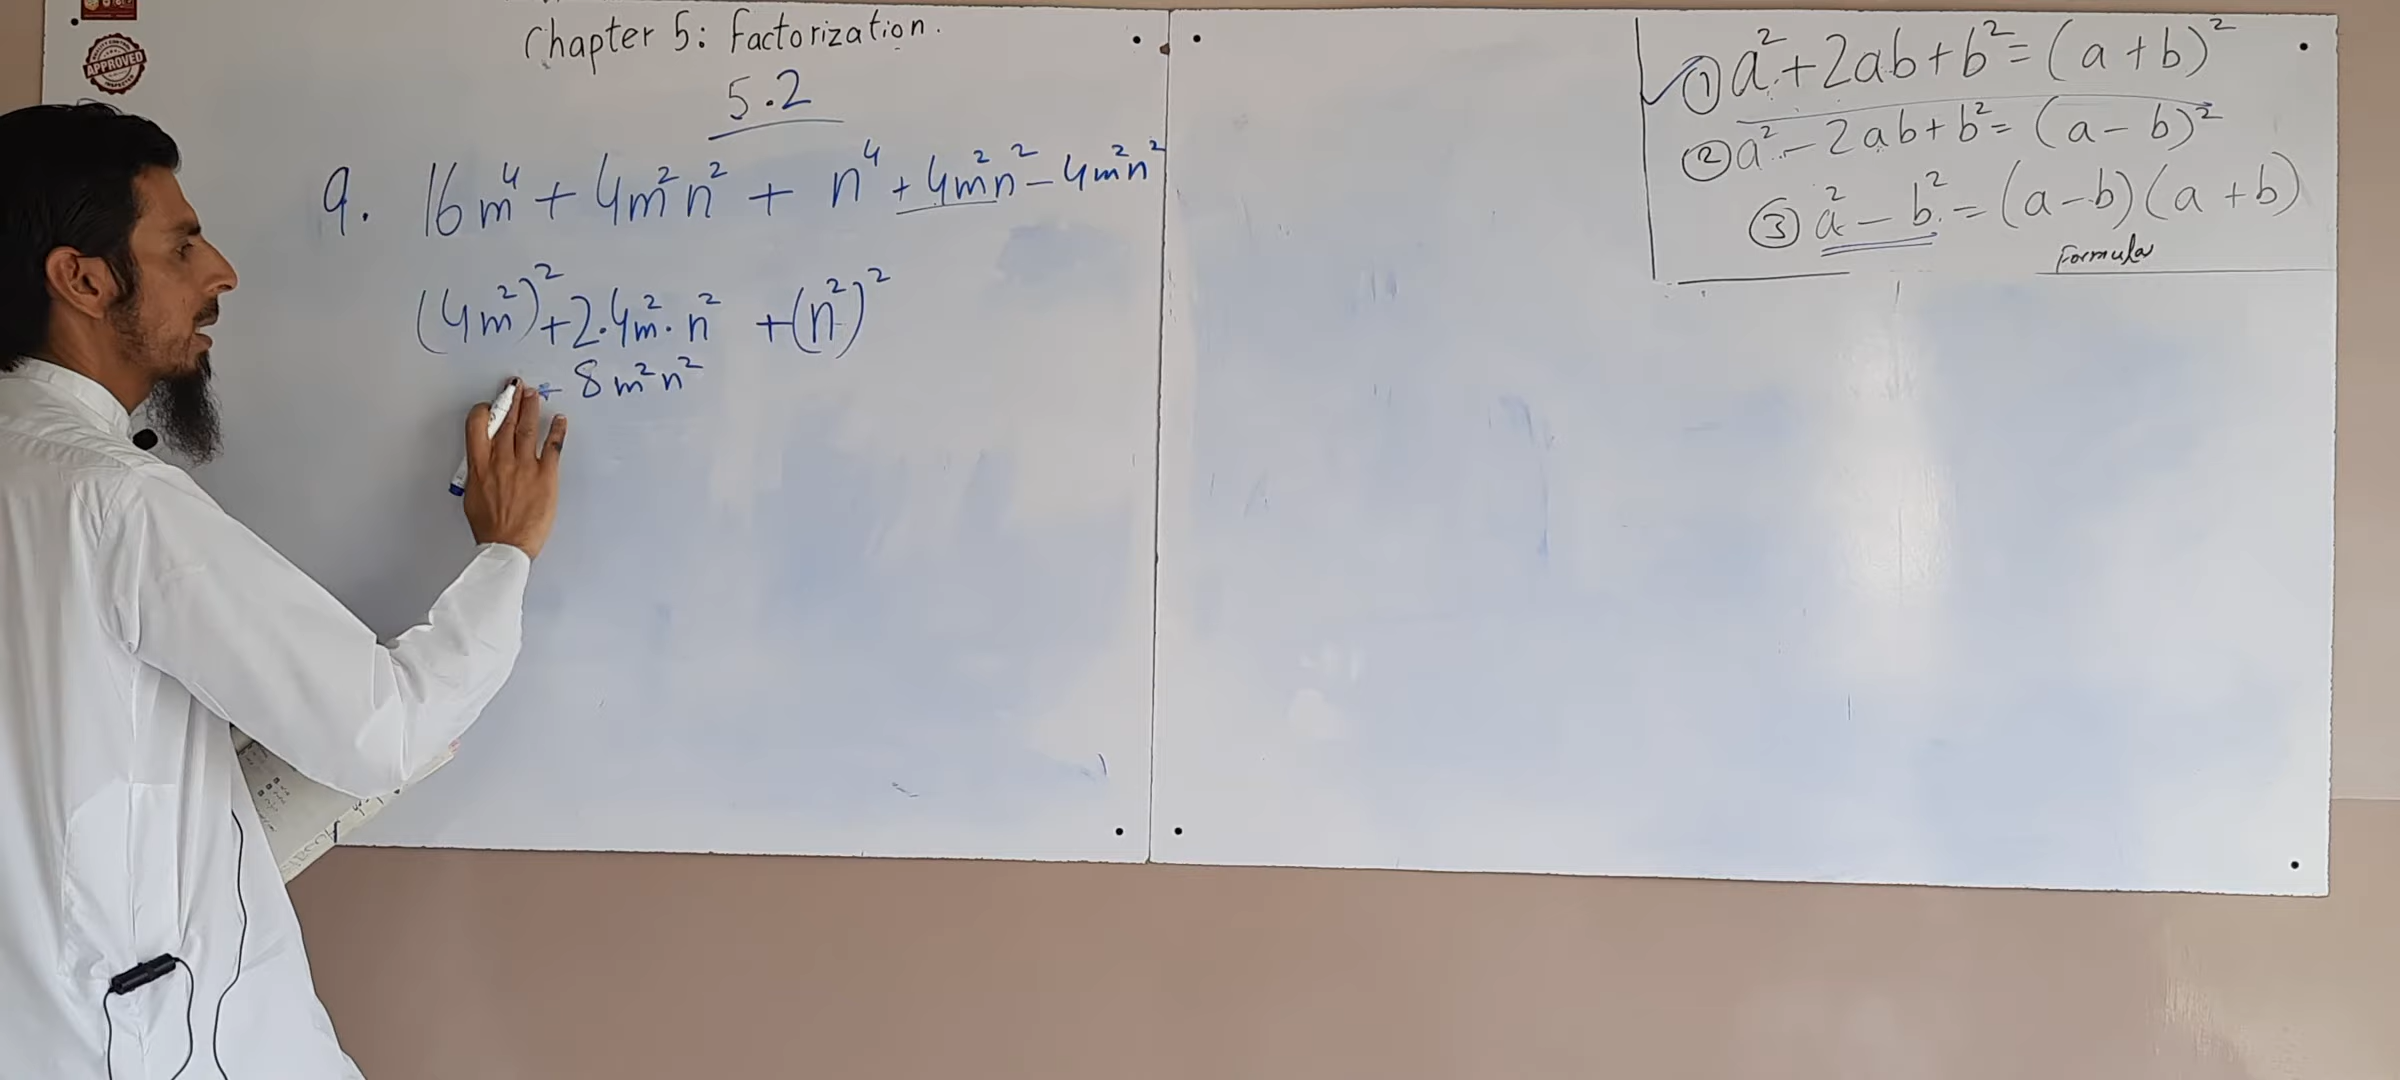 APPROVED
Chapter 5: Factorization.
5.2
9. 16m⁴ + 4m²n² + n⁴ + 4m²n² - 4m²n²
(4m²)² + 2.4m².n² + (n²)²
= 8m²n²
① a² + 2ab + b² = (a + b)²
② a² - 2ab + b² = (a - b)²
③ a² - b² = (a - b)(a + b)
Formula